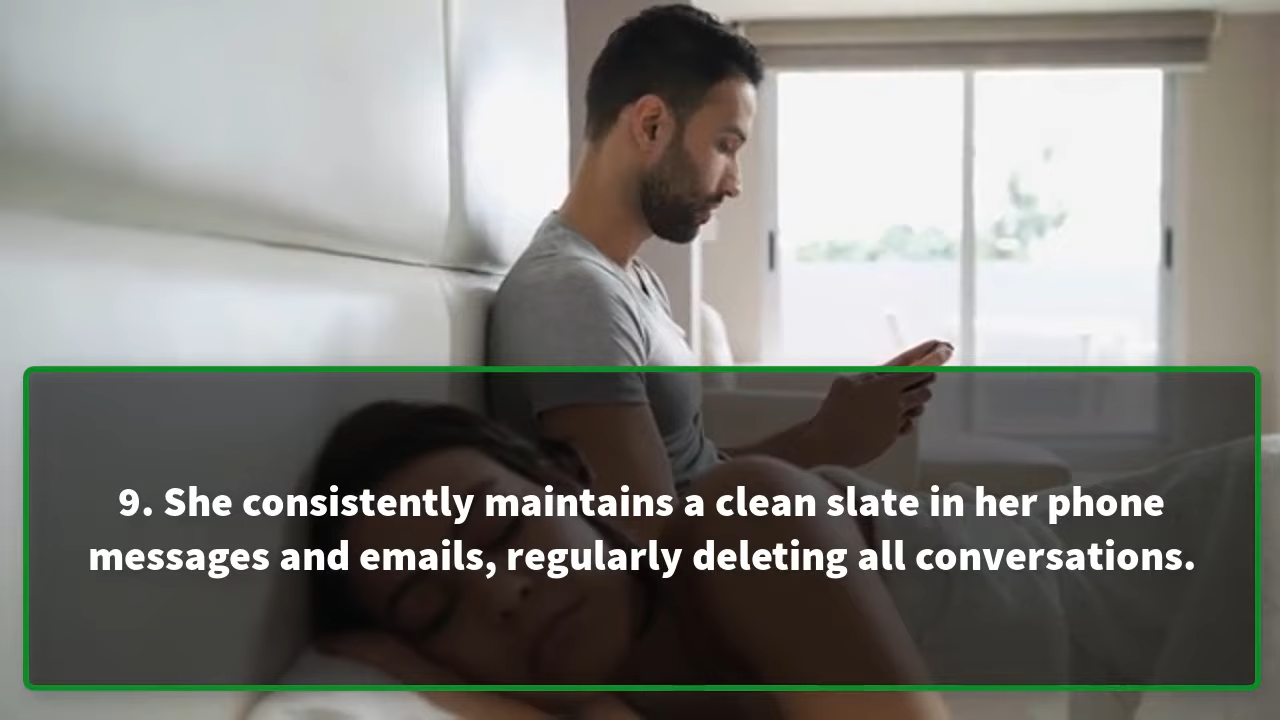 9. She consistently maintains a clean slate in her phone
messages and emails, regularly deleting all conversations.